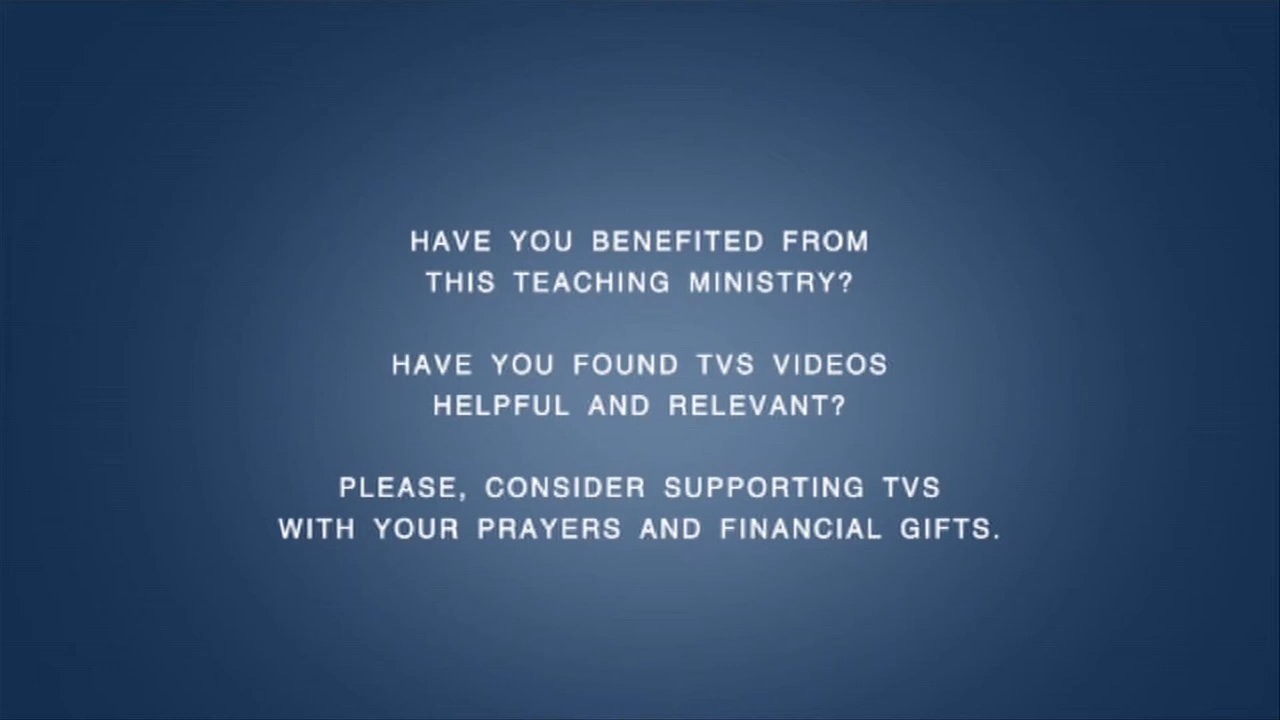 HAVE YOU BENEFITED FROM
THIS TEACHING MINISTRY?
HAVE YOU FOUND TVS VIDEOS
HELPFUL AND RELEVANT?
PLEASE, CONSIDER SUPPORTING TVS
WITH YOUR PRAYERS AND FINANCIAL GIFTS.